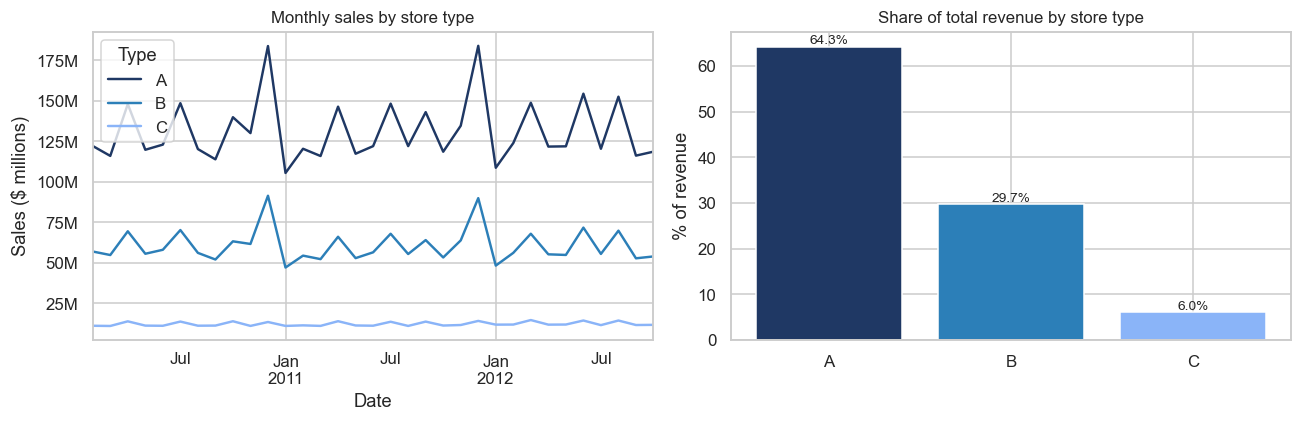 Monthly sales by store type
Type
A
B
C
175M
150M
125M
100M
75M
50M
25M
Sales ($ millions)
Jul
Jan
2011
Jul
Jan
2012
Jul
Date
Share of total revenue by store type
64.3%
29.7%
6.0%
60
50
40
30
20
10
0
% of revenue
A
B
C